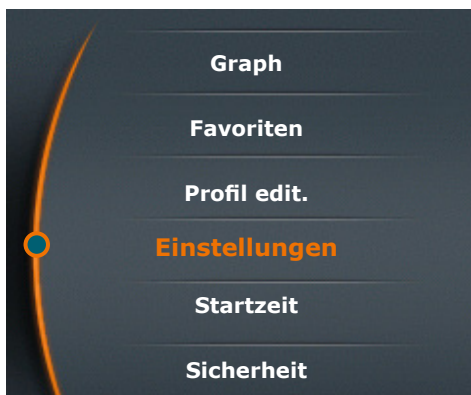 Graph
Favoriten
Profil edit.
Einstellungen
Startzeit
Sicherheit